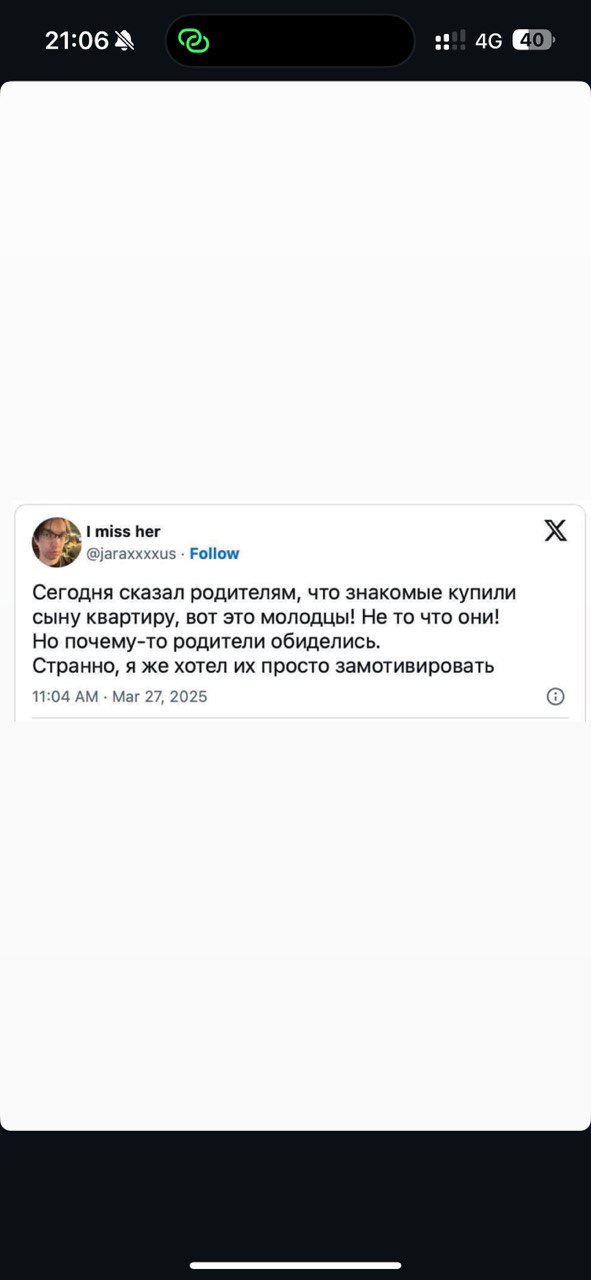 21:06
4G
40
I miss her
@jaraxxxxus · Follow
Сегодня сказал родителям, что знакомые купили
сыну квартиру, вот это молодцы! Не то что они!
Но почему-то родители обиделись.
Странно, я же хотел их просто замотивировать
11:04 AM · Mar 27, 2025